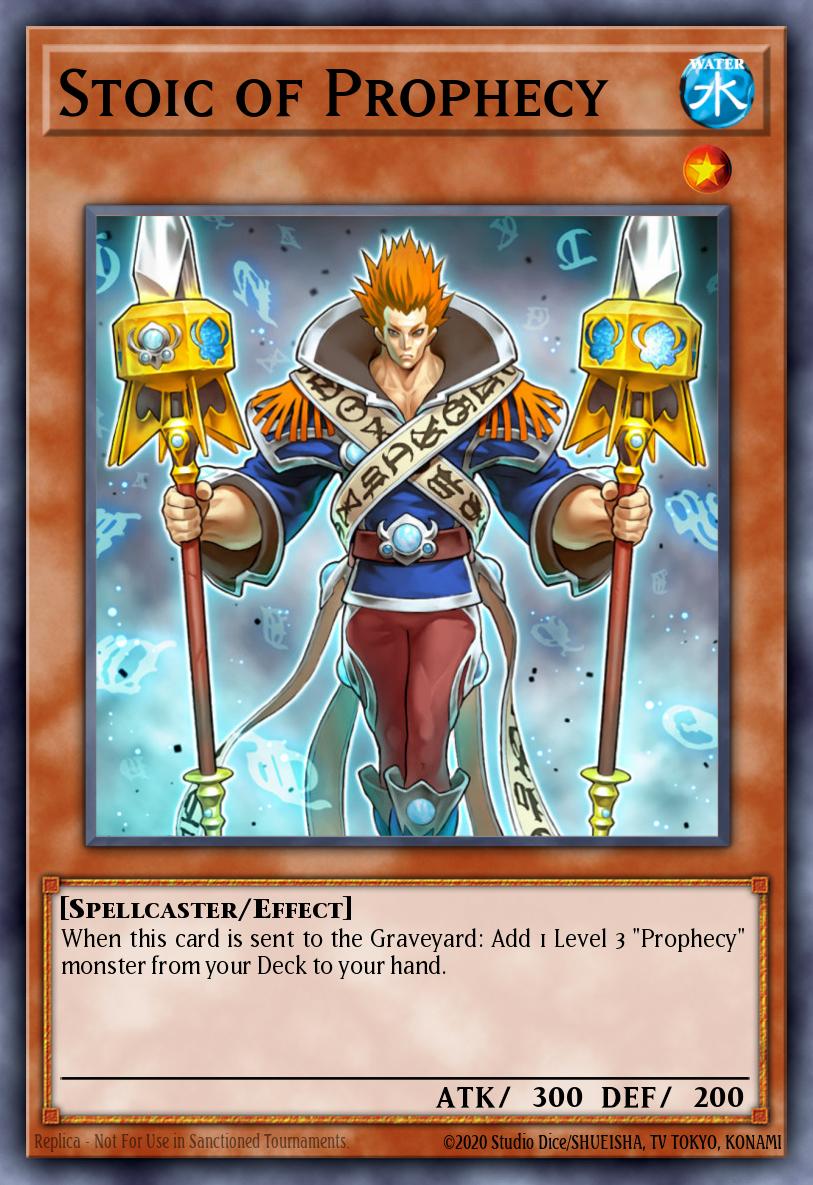 Stoic of Prophecy
WATER
水
[Spellcaster/Effect]
When this card is sent to the Graveyard: Add 1 Level 3 "Prophecy"
monster from your Deck to your hand.
ATK/ 300 DEF/ 200
Replica - Not For Use in Sanctioned Tournaments.
©2020 Studio Dice/SHUEISHA, TV TOKYO, KONAMI